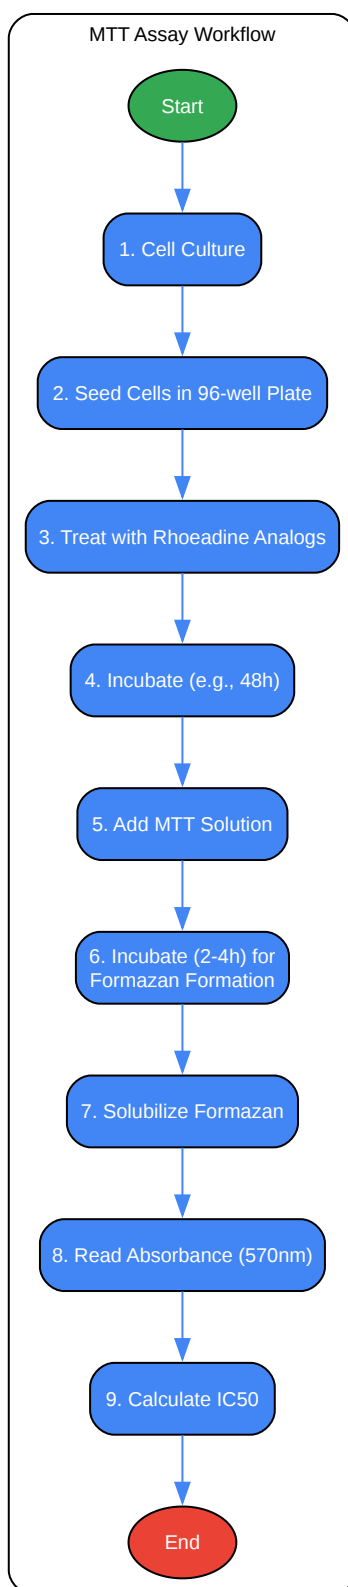 MTT Assay Workflow
Start
1. Cell Culture
2. Seed Cells in 96-well Plate
3. Treat with Rhoeadine Analogs
4. Incubate (e.g., 48h)
5. Add MTT Solution
6. Incubate (2-4h) for
Formazan Formation
7. Solubilize Formazan
8. Read Absorbance (570nm)
9. Calculate IC50
End